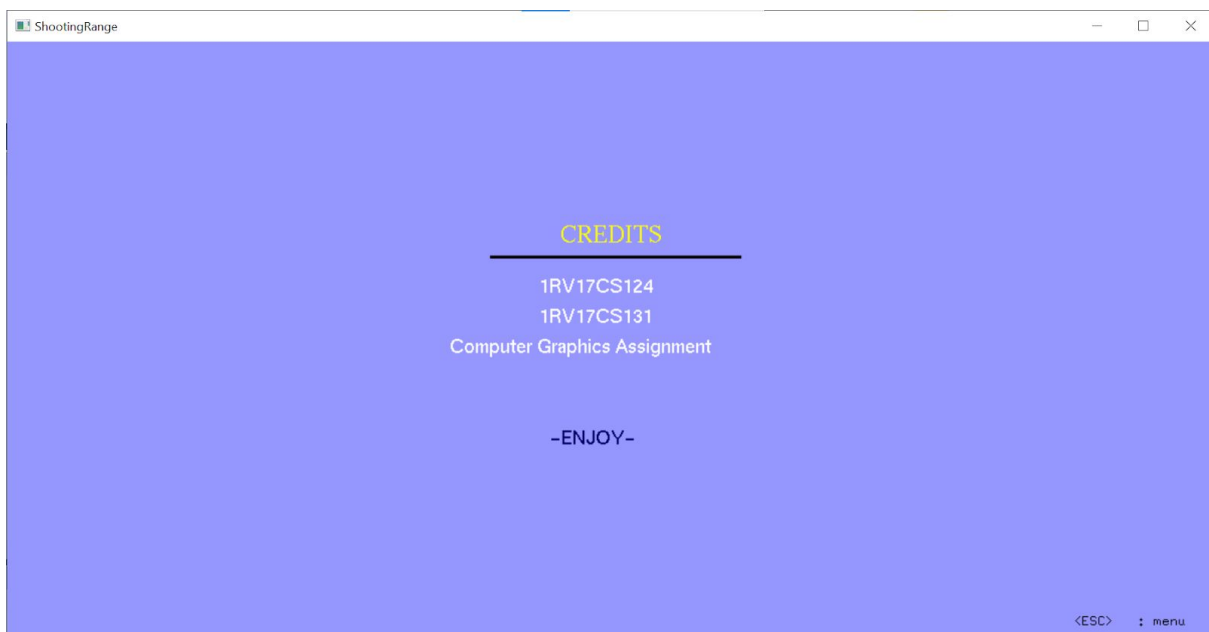 ShootingRange
CREDITS
1RV17CS124
1RV17CS131
Computer Graphics Assignment
-ENJOY-
<ESC> : menu